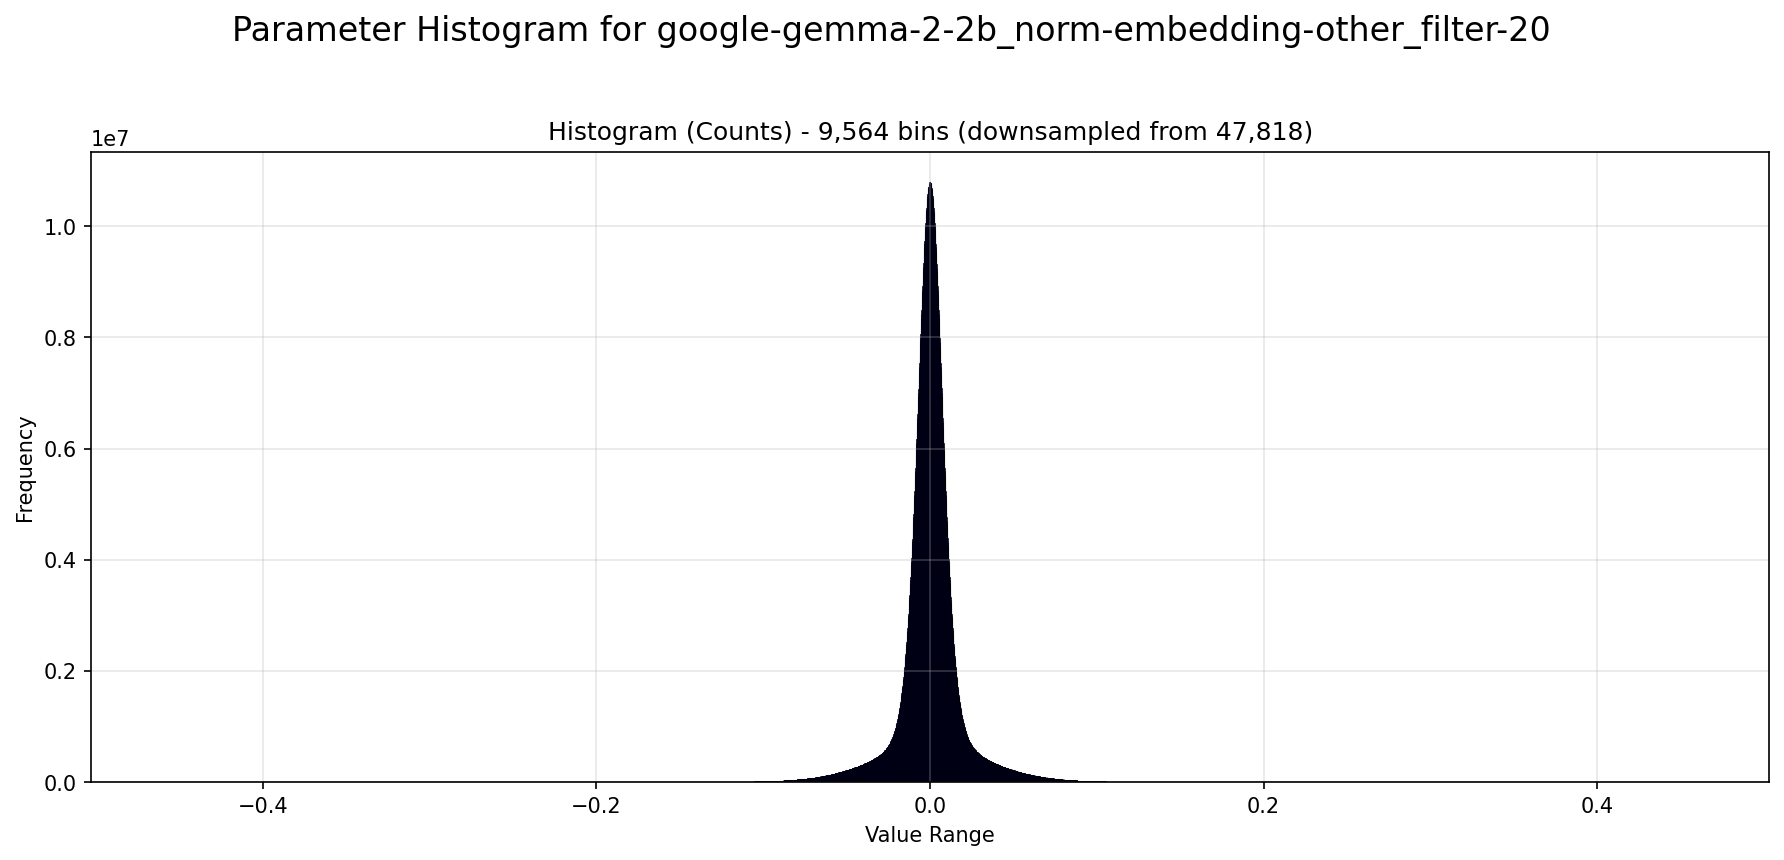 Parameter Histogram for google-gemma-2-2b_norm-embedding-other_filter-20
Histogram (Counts) - 9,564 bins (downsampled from 47,818)
1e7
1.0
0.8
0.6
0.4
0.2
0.0
Frequency
−0.4 −0.2 0.0 0.2 0.4
Value Range